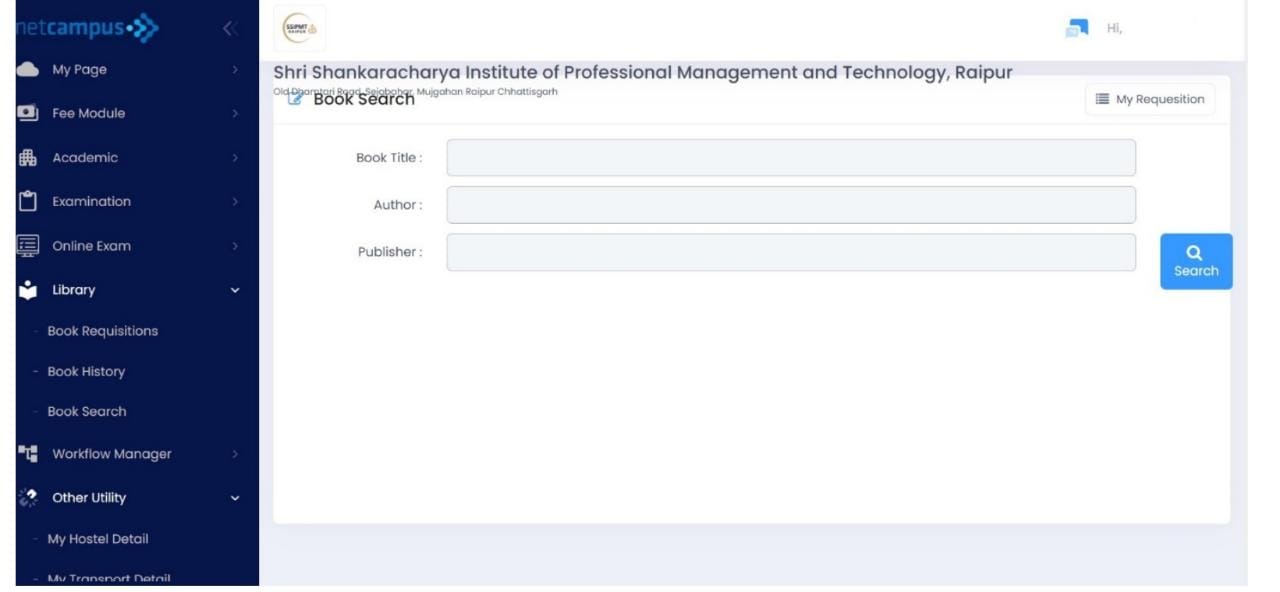 netcampus
SSIPMT
RAIPUR
Hi,
My Page
Fee Module
Academic
Examination
Online Exam
Library
- Book Requisitions
- Book History
- Book Search
Workflow Manager
Other Utility
- My Hostel Detail
- My Transport Detail
Shri Shankaracharya Institute of Professional Management and Technology, Raipur
Old Dhamtari Road, Sejabahar, Mujgahan Raipur Chhattisgarh
Book Search
My Requesition
Book Title :
Author :
Publisher :
Search